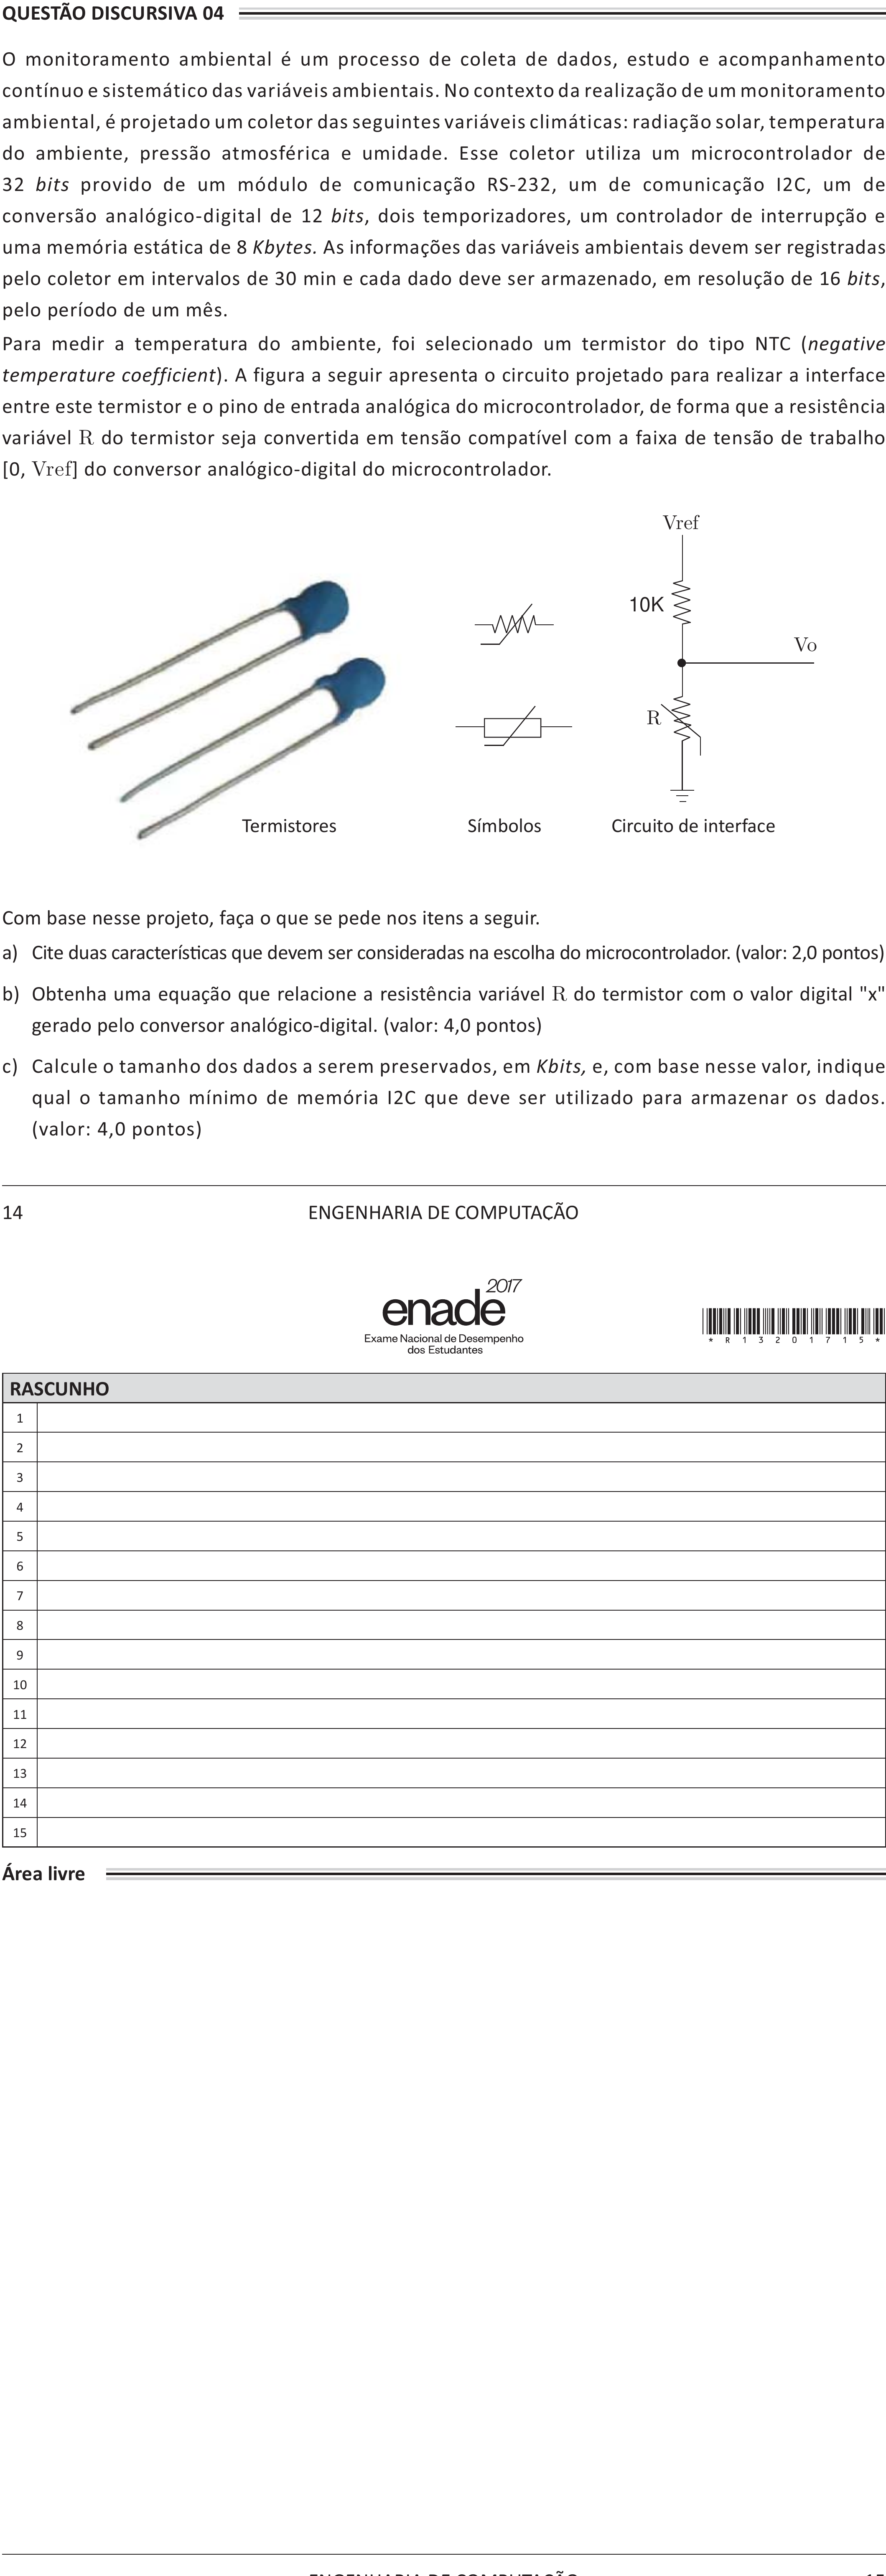 QUESTÃO DISCURSIVA 04
O monitoramento ambiental é um processo de coleta de dados, estudo e acompanhamento
contínuo e sistemático das variáveis ambientais. No contexto da realização de um monitoramento
ambiental, é projetado um coletor das seguintes variáveis climáticas: radiação solar, temperatura
do ambiente, pressão atmosférica e umidade. Esse coletor utiliza um microcontrolador de
32 bits provido de um módulo de comunicação RS-232, um de comunicação I2C, um de
conversão analógico-digital de 12 bits, dois temporizadores, um controlador de interrupção e
uma memória estática de 8 Kbytes. As informações das variáveis ambientais devem ser registradas
pelo coletor em intervalos de 30 min e cada dado deve ser armazenado, em resolução de 16 bits,
pelo período de um mês.
Para medir a temperatura do ambiente, foi selecionado um termistor do tipo NTC (negative
temperature coefficient). A figura a seguir apresenta o circuito projetado para realizar a interface
entre este termistor e o pino de entrada analógica do microcontrolador, de forma que a resistência
variável R do termistor seja convertida em tensão compatível com a faixa de tensão de trabalho
[0, Vref] do conversor analógico-digital do microcontrolador.
Vref
10K
Vo
R
Termistores Símbolos Circuito de interface
Com base nesse projeto, faça o que se pede nos itens a seguir.
a) Cite duas características que devem ser consideradas na escolha do microcontrolador. (valor: 2,0 pontos)
b) Obtenha uma equação que relacione a resistência variável R do termistor com o valor digital "x"
gerado pelo conversor analógico-digital. (valor: 4,0 pontos)
c) Calcule o tamanho dos dados a serem preservados, em Kbits, e, com base nesse valor, indique
qual o tamanho mínimo de memória I2C que deve ser utilizado para armazenar os dados.
(valor: 4,0 pontos)
14 ENGENHARIA DE COMPUTAÇÃO
2017
enade
Exame Nacional de Desempenho
dos Estudantes
* R 1 3 2 0 1 7 1 5 *
RASCUNHO
1
2
3
4
5
6
7
8
9
10
11
12
13
14
15
Área livre
ENGENHARIA DE COMPUTAÇÃO 15